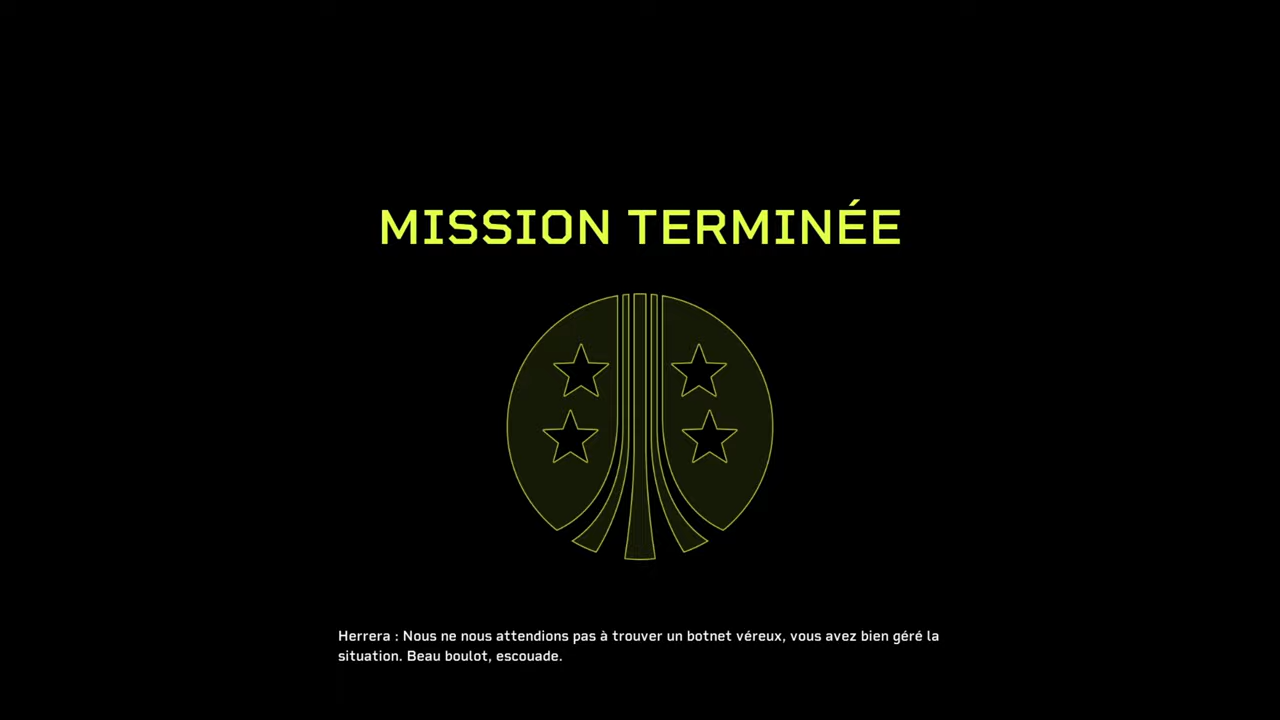 MISSION TERMINÉE
Herrera : Nous ne nous attendions pas à trouver un botnet véreux, vous avez bien géré la
situation. Beau boulot, escouade.